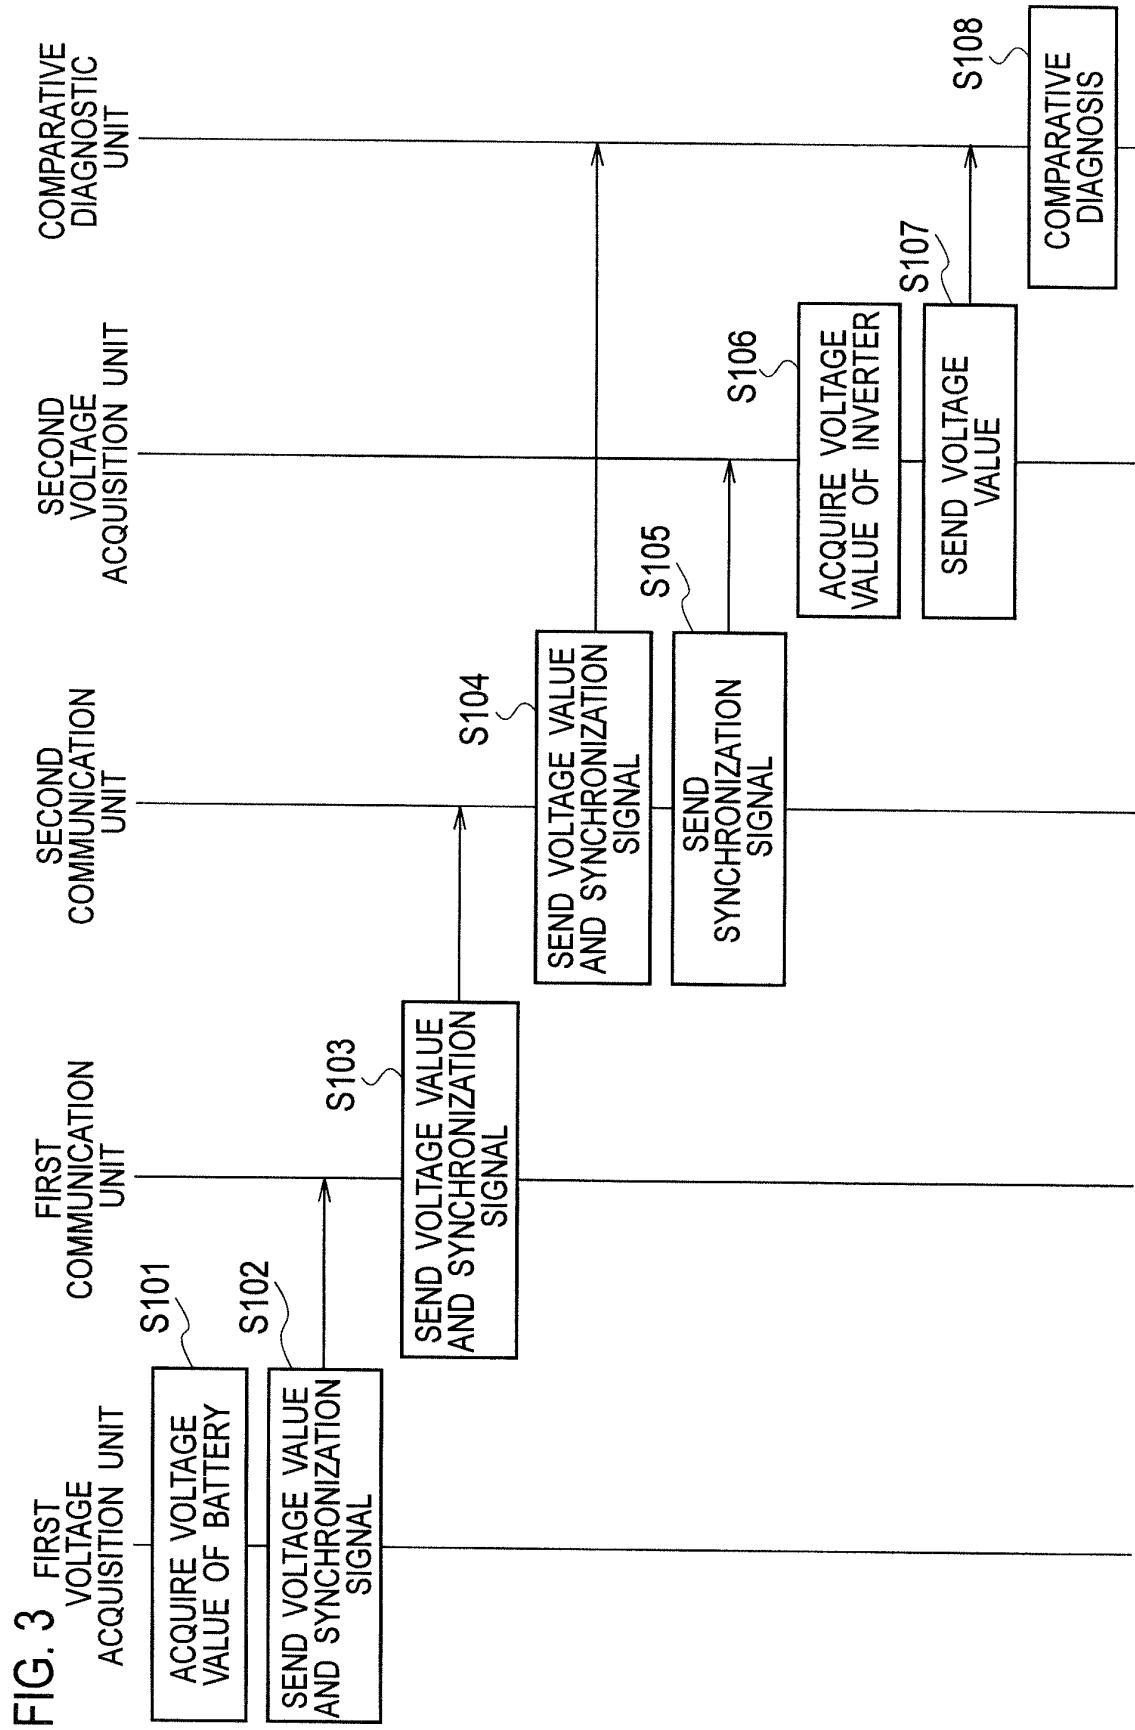 FIG. 3
FIRST
VOLTAGE
ACQUISITION UNIT
FIRST
COMMUNICATION
UNIT
SECOND
COMMUNICATION
UNIT
SECOND
VOLTAGE
ACQUISITION UNIT
COMPARATIVE
DIAGNOSTIC
UNIT
S101
ACQUIRE VOLTAGE
VALUE OF BATTERY
S102
SEND VOLTAGE VALUE
AND SYNCHRONIZATION
SIGNAL
S103
SEND VOLTAGE VALUE
AND SYNCHRONIZATION
SIGNAL
S104
SEND VOLTAGE VALUE
AND SYNCHRONIZATION
SIGNAL
S105
SEND
SYNCHRONIZATION
SIGNAL
S106
ACQUIRE VOLTAGE
VALUE OF INVERTER
S107
SEND VOLTAGE
VALUE
S108
COMPARATIVE
DIAGNOSIS